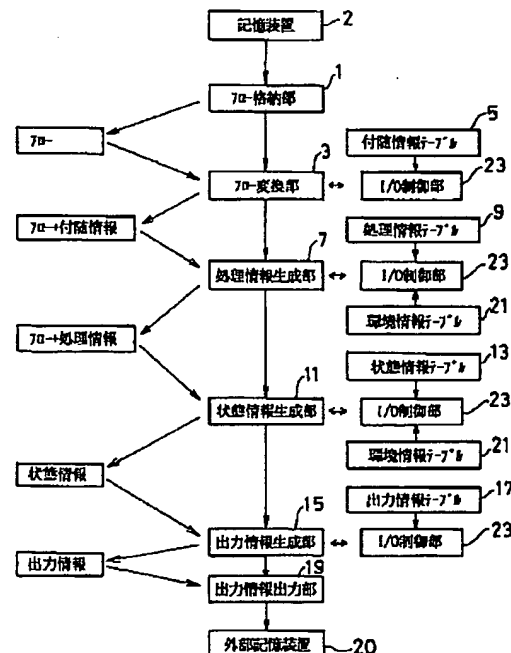 記憶装置
2
1
フロー格納部
5
フロー
付随情報テーブル
3
23
フロー変換部
I/O制御部
9
フロー+付随情報
処理情報テーブル
7
23
処理情報生成部
I/O制御部
21
環境情報テーブル
フロー+処理情報
13
状態情報テーブル
11
23
状態情報生成部
I/O制御部
21
環境情報テーブル
状態情報
17
出力情報テーブル
15
23
出力情報生成部
I/O制御部
出力情報
19
出力情報出力部
外部記憶装置
20